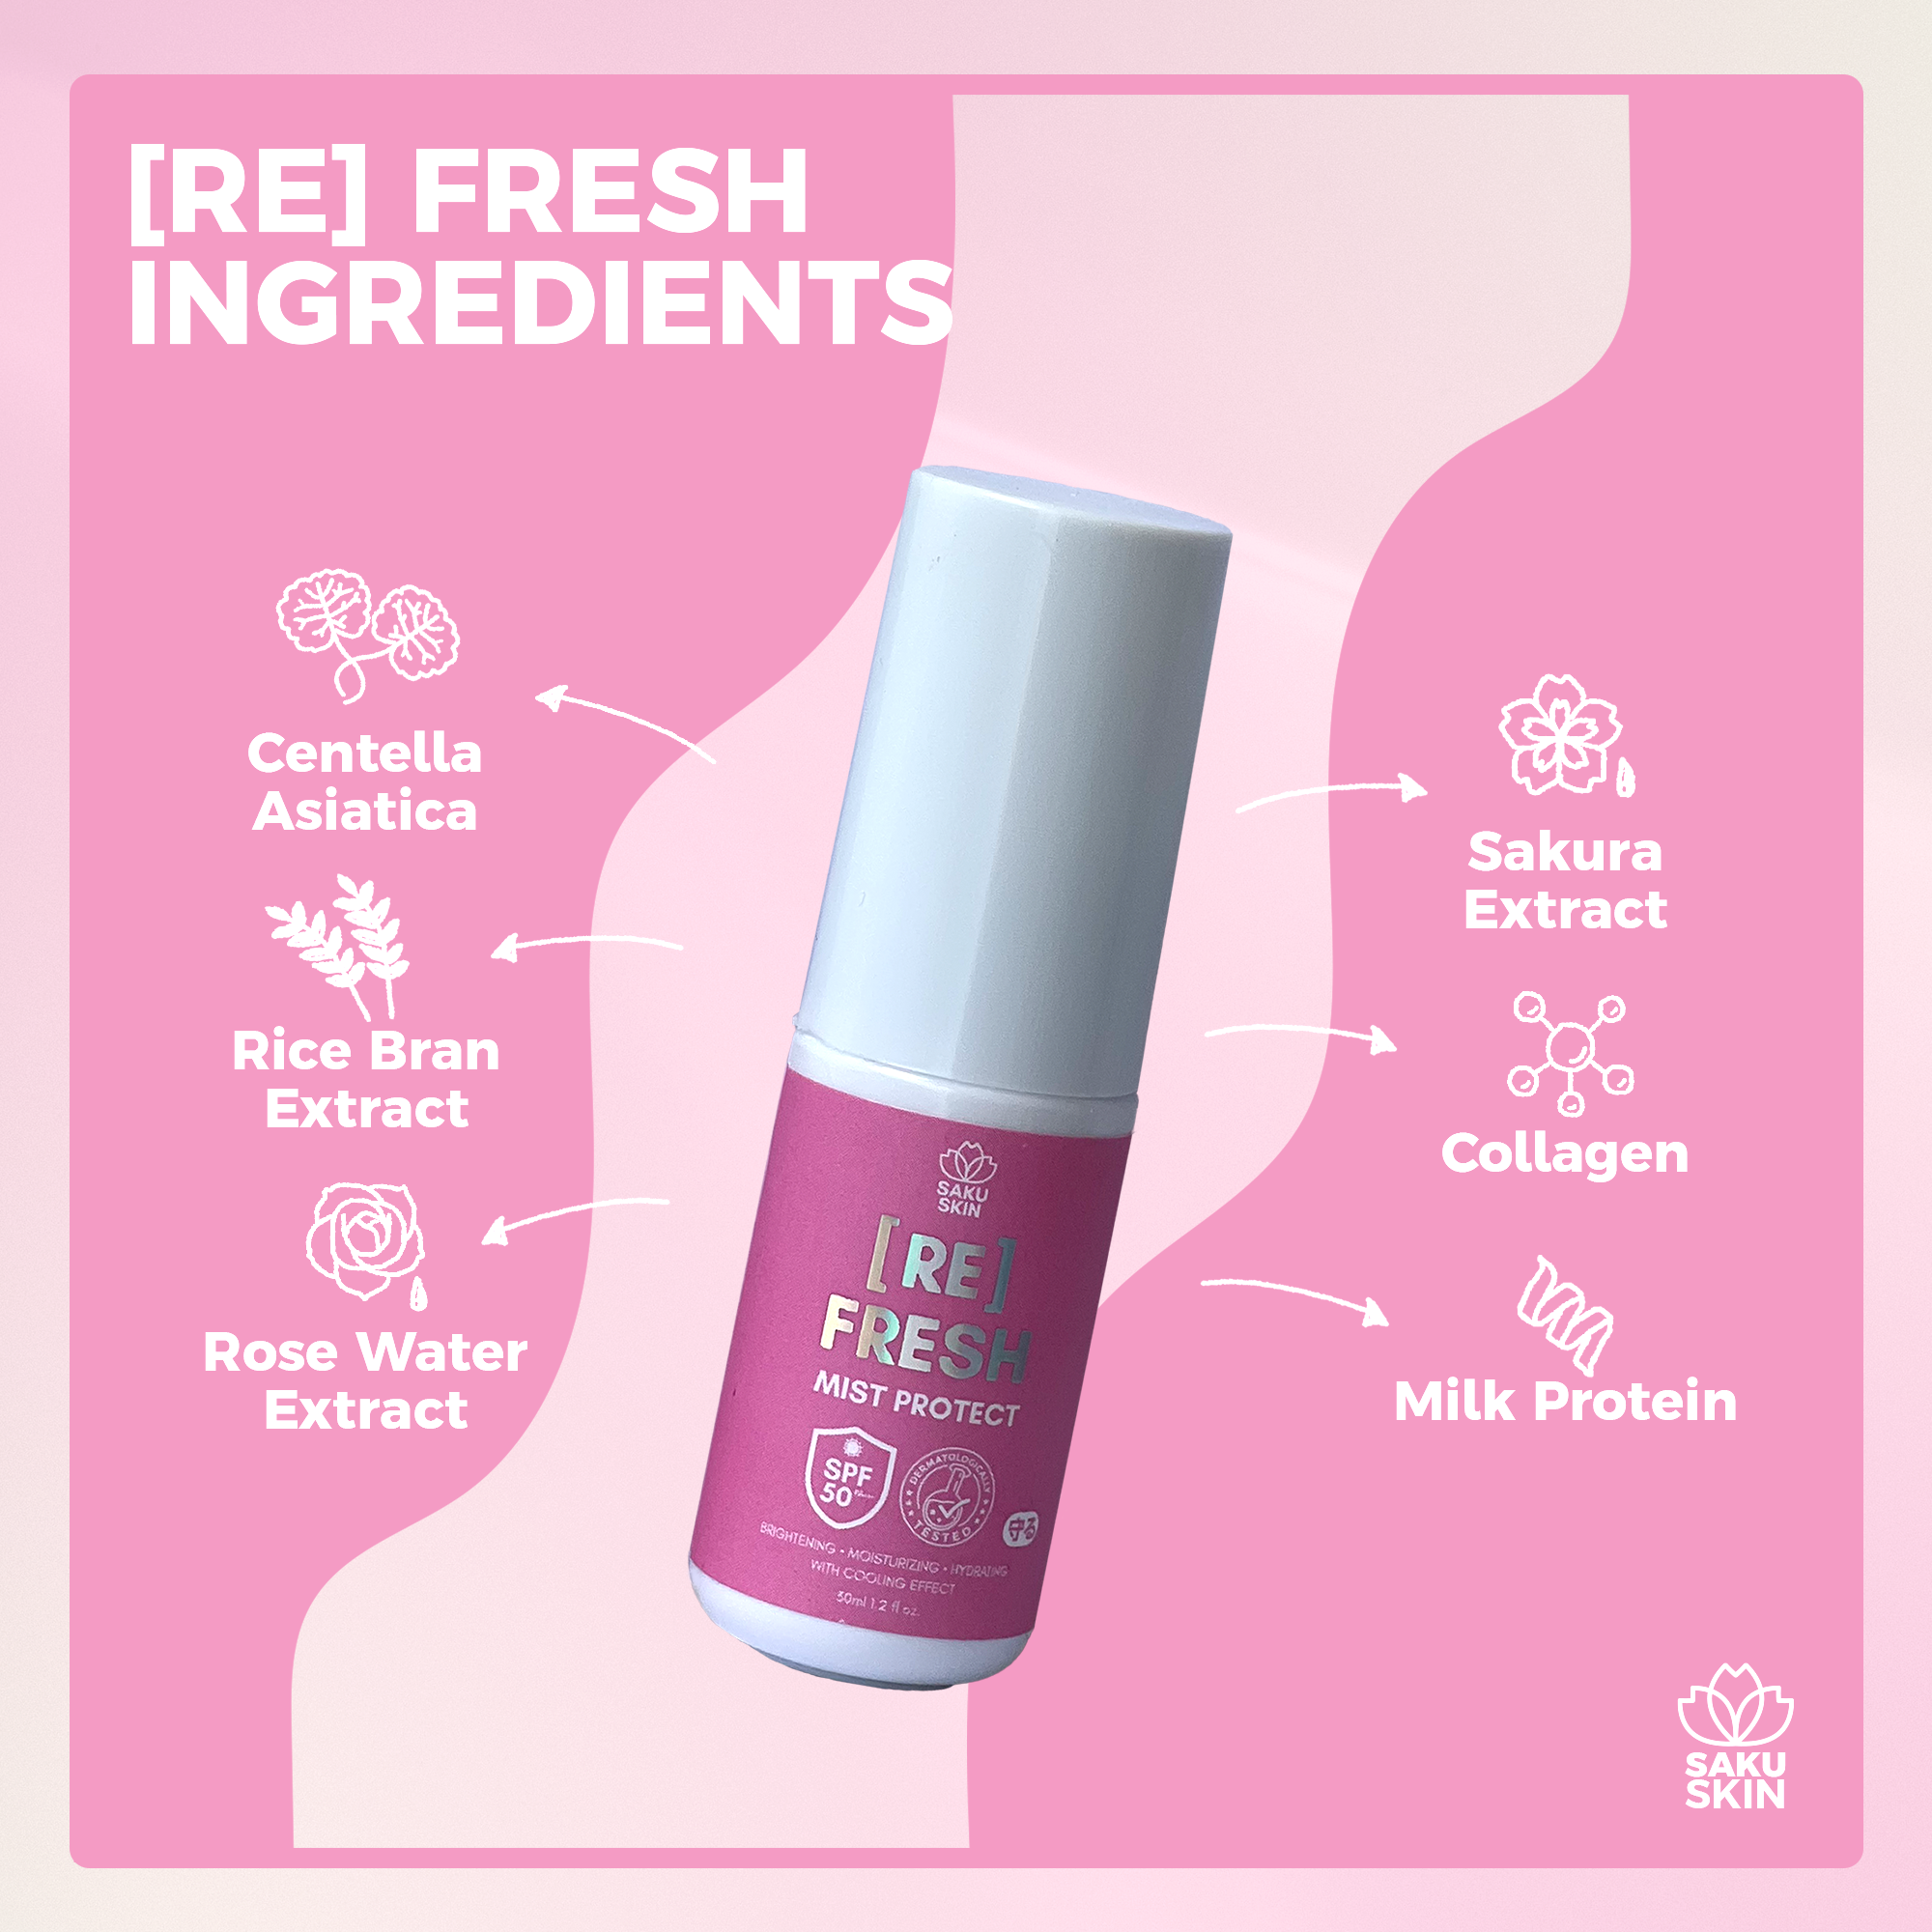 [RE] FRESH
INGREDIENTS
Centella
Asiatica
Rice Bran
Extract
Rose Water
Extract
Sakura
Extract
Collagen
Milk Protein
SAKU
SKIN
[RE]
FRESH
MIST PROTECT
SPF
50
DERMATOLOGICALLY
TESTED
守る
BRIGHTENING • MOISTURIZING • HYDRATING
WITH COOLING EFFECT
30ml 1.2 fl oz.
SAKU
SKIN